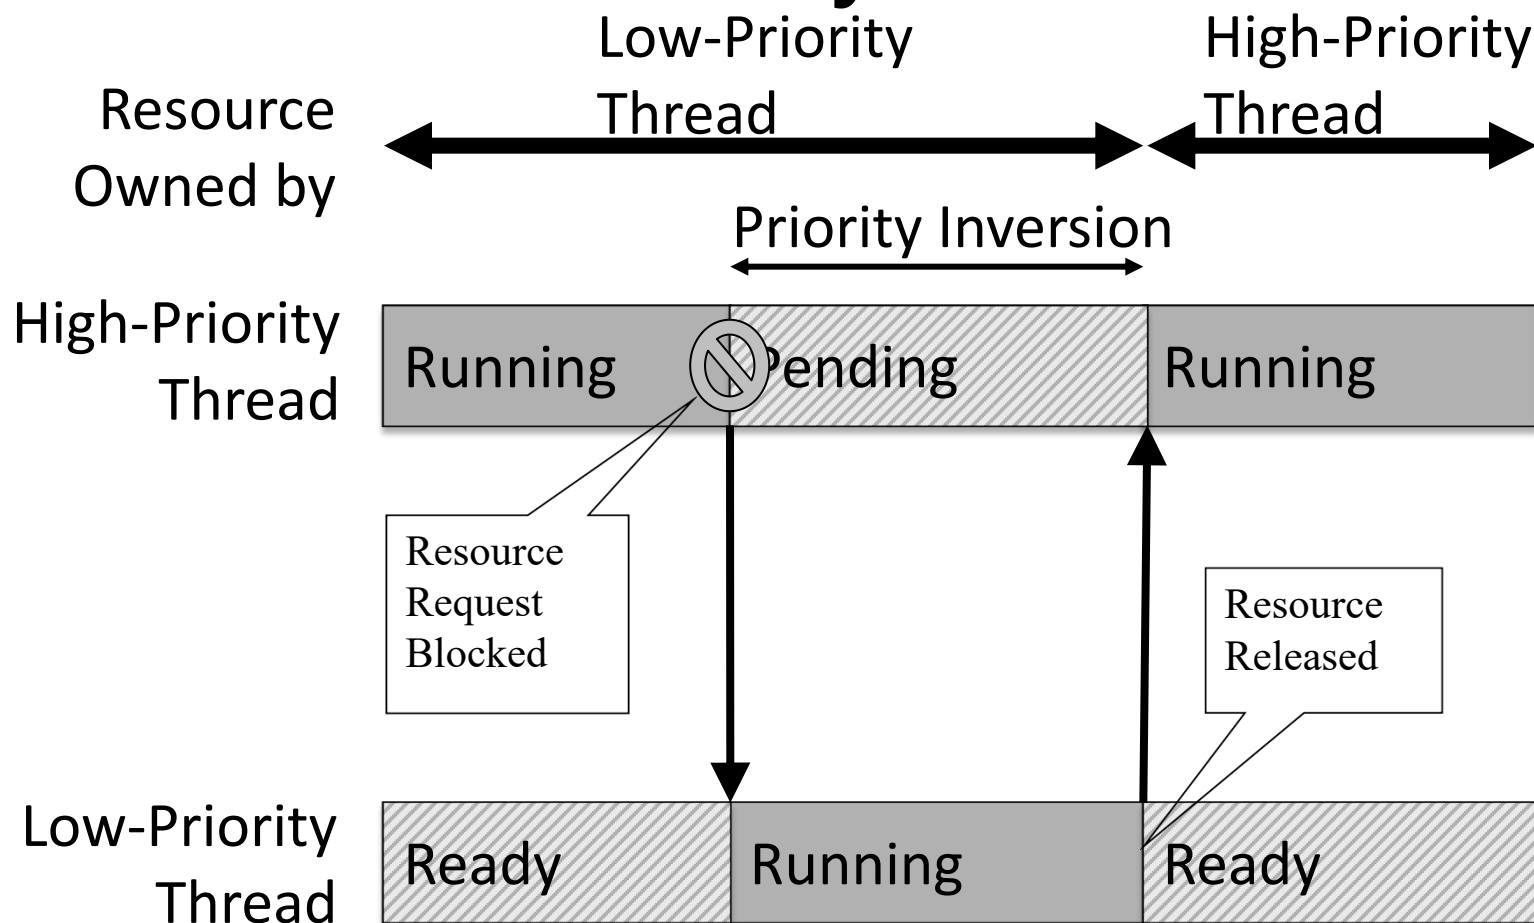 Low-Priority
Thread
High-Priority
Thread
Resource
Owned by
Priority Inversion
High-Priority
Thread
Running
Pending
Running
Resource
Request
Blocked
Resource
Released
Low-Priority
Thread
Ready
Running
Ready